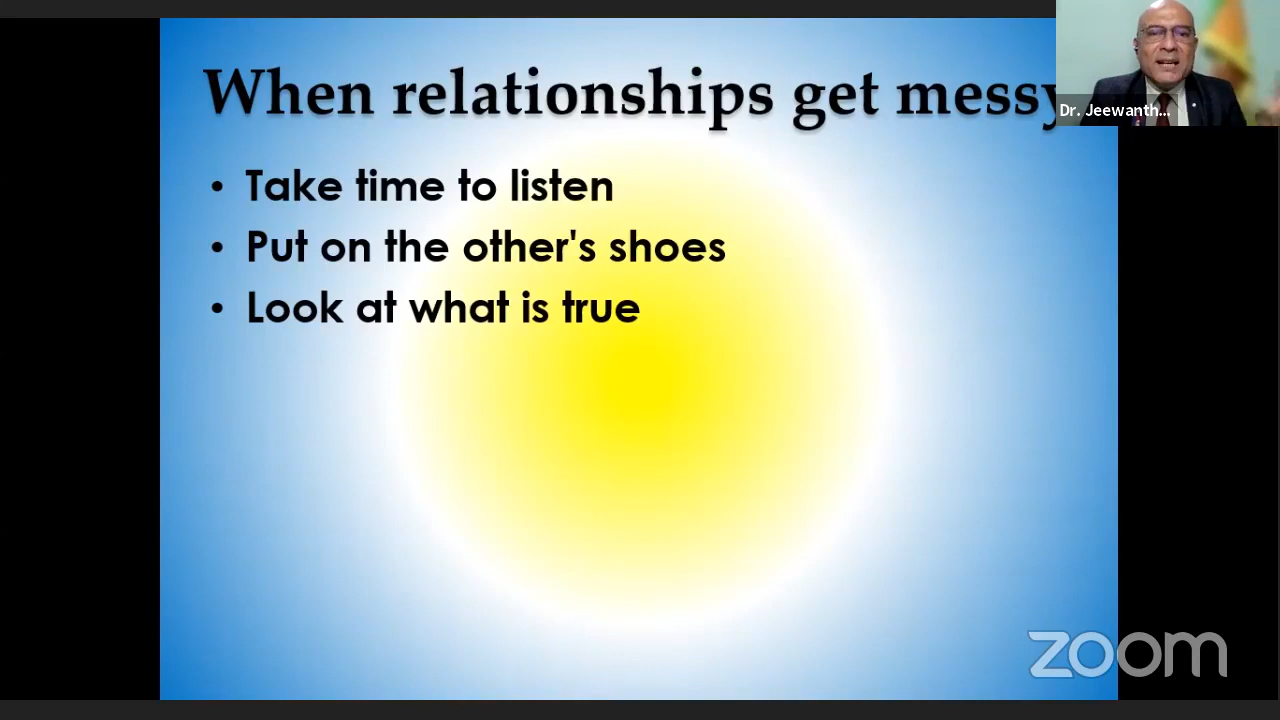 When relationships get messy
• Take time to listen
• Put on the other's shoes
• Look at what is true
Dr. Jeewanth...
zoom